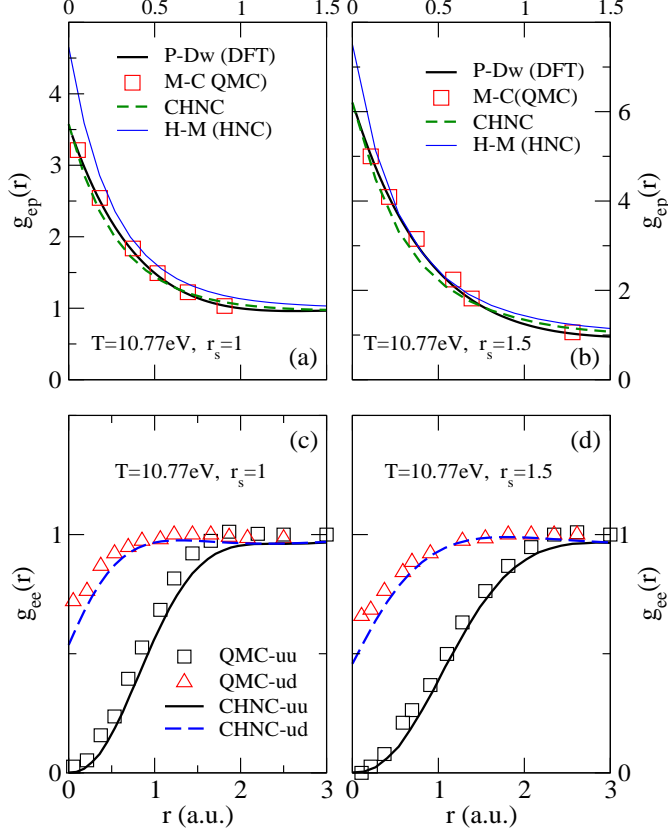 0 0.5 1 1.5
0 0.5 1 1.5
P-Dw (DFT)
M-C QMC)
CHNC
H-M (HNC)
P-Dw (DFT)
M-C(QMC)
CHNC
H-M (HNC)
0
1
2
3
4
g_ep(r)
0
2
4
6
g_ep(r)
T=10.77eV, r_s=1
(a)
T=10.77eV, r_s=1.5
(b)
(c)
(d)
T=10.77eV, r_s=1
T=10.77eV, r_s=1.5
0
1
g_ee(r)
0
1
g_ee(r)
QMC-uu
QMC-ud
CHNC-uu
CHNC-ud
0 1 2 3
0 1 2 3
r (a.u.)
r (a.u.)